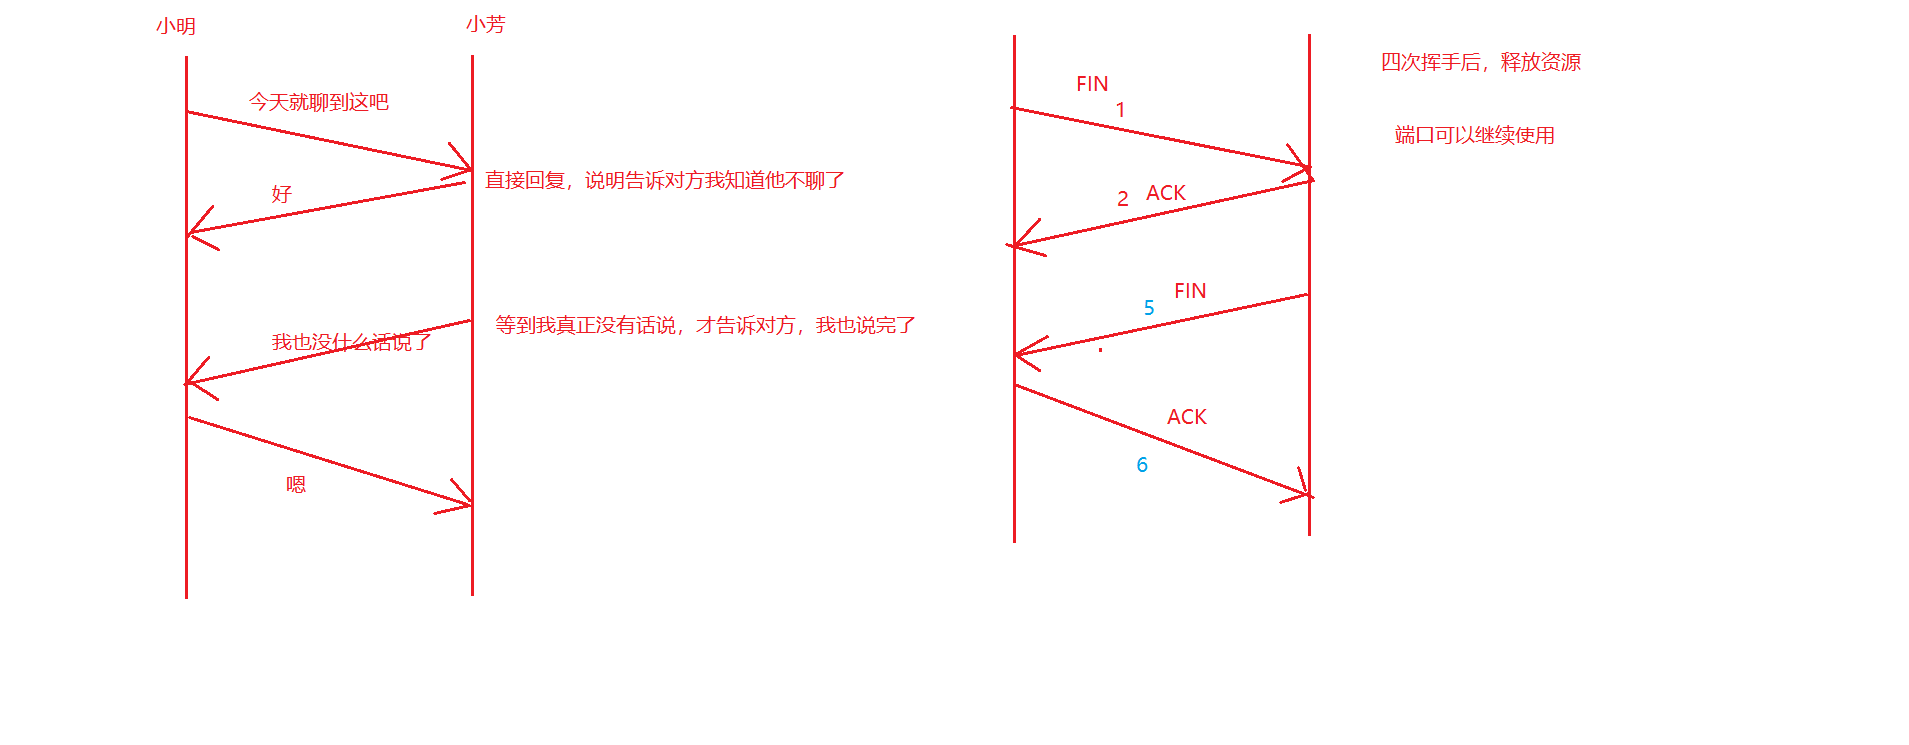 小明
小芳
今天就聊到这吧
直接回复，说明告诉对方我知道他不聊了
好
等到我真正没有话说，才告诉对方，我也说完了
我也没什么话说了
嗯
FIN
1
2 ACK
FIN
5
ACK
6
四次挥手后，释放资源
端口可以继续使用